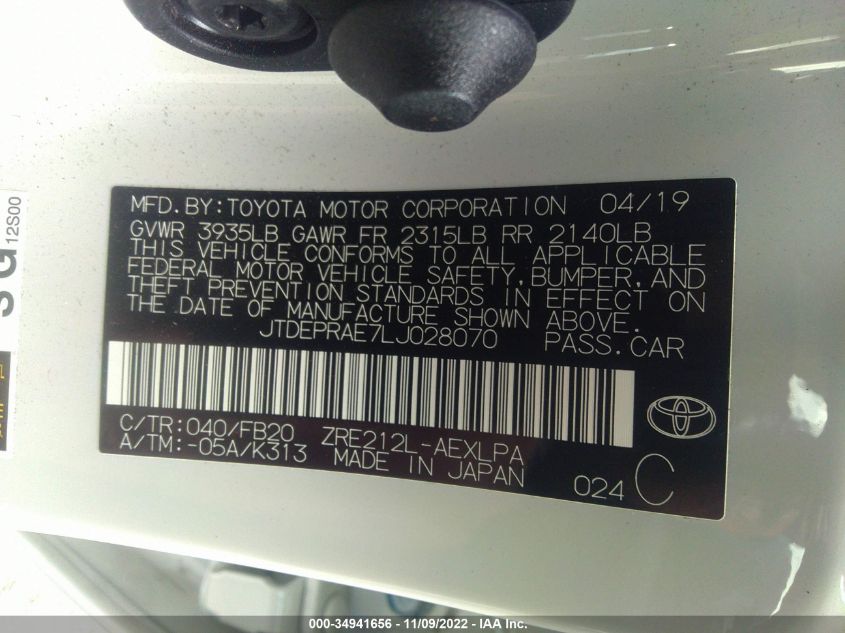 MFD.BY:TOYOTA MOTOR CORPORATION 04/19
GVWR 3935LB GAWR FR 2315LB RR 2140LB
THIS VEHICLE CONFORMS TO ALL APPLICABLE
FEDERAL MOTOR VEHICLE SAFETY,BUMPER,AND
THEFT PREVENTION STANDARDS IN EFFECT ON
THE DATE OF MANUFACTURE SHOWN ABOVE.
JTDEPRAE7LJ028070 PASS.CAR
C/TR:040/FB20 ZRE212L-AEXLPA
A/TM:-05A/K313 MADE IN JAPAN
024 C
12S00
000-34941656 - 11/09/2022 - IAA Inc.